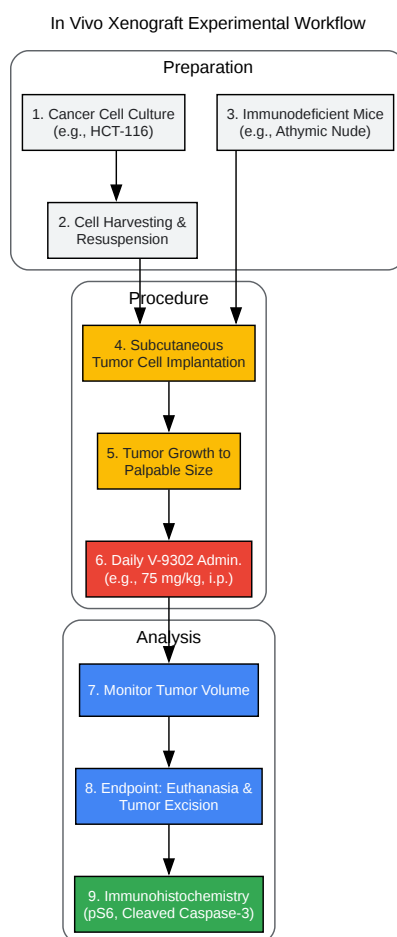 In Vivo Xenograft Experimental Workflow
Preparation
1. Cancer Cell Culture
(e.g., HCT-116)
3. Immunodeficient Mice
(e.g., Athymic Nude)
2. Cell Harvesting &
Resuspension
Procedure
4. Subcutaneous
Tumor Cell Implantation
5. Tumor Growth to
Palpable Size
6. Daily V-9302 Admin.
(e.g., 75 mg/kg, i.p.)
Analysis
7. Monitor Tumor Volume
8. Endpoint: Euthanasia &
Tumor Excision
9. Immunohistochemistry
(pS6, Cleaved Caspase-3)